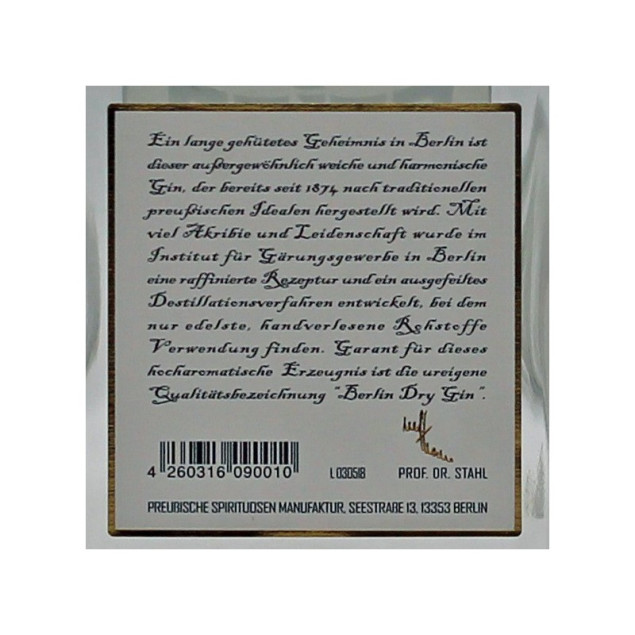 Ein lange gehütetes Geheimnis in Berlin ist
dieser außergewöhnlich weiche und harmonische
Gin, der bereits seit 1874 nach traditionellen
preußischen Idealen hergestellt wird. Mit
viel Akribie und Leidenschaft wurde im
Institut für Gärungsgewerbe in Berlin
eine raffinierte Rezeptur und ein ausgefeiltes
Destillationsverfahren entwickelt, bei dem
nur edelste, handverlesene Rohstoffe
Verwendung finden. Garant für dieses
hocharomatische Erzeugnis ist die ureigene
Qualitätsbezeichnung "Berlin Dry Gin".
4 260316 090010
L030518
PROF. DR. STAHL
PREUßISCHE SPIRITUOSEN MANUFAKTUR, SEESTRAßE 13, 13353 BERLIN